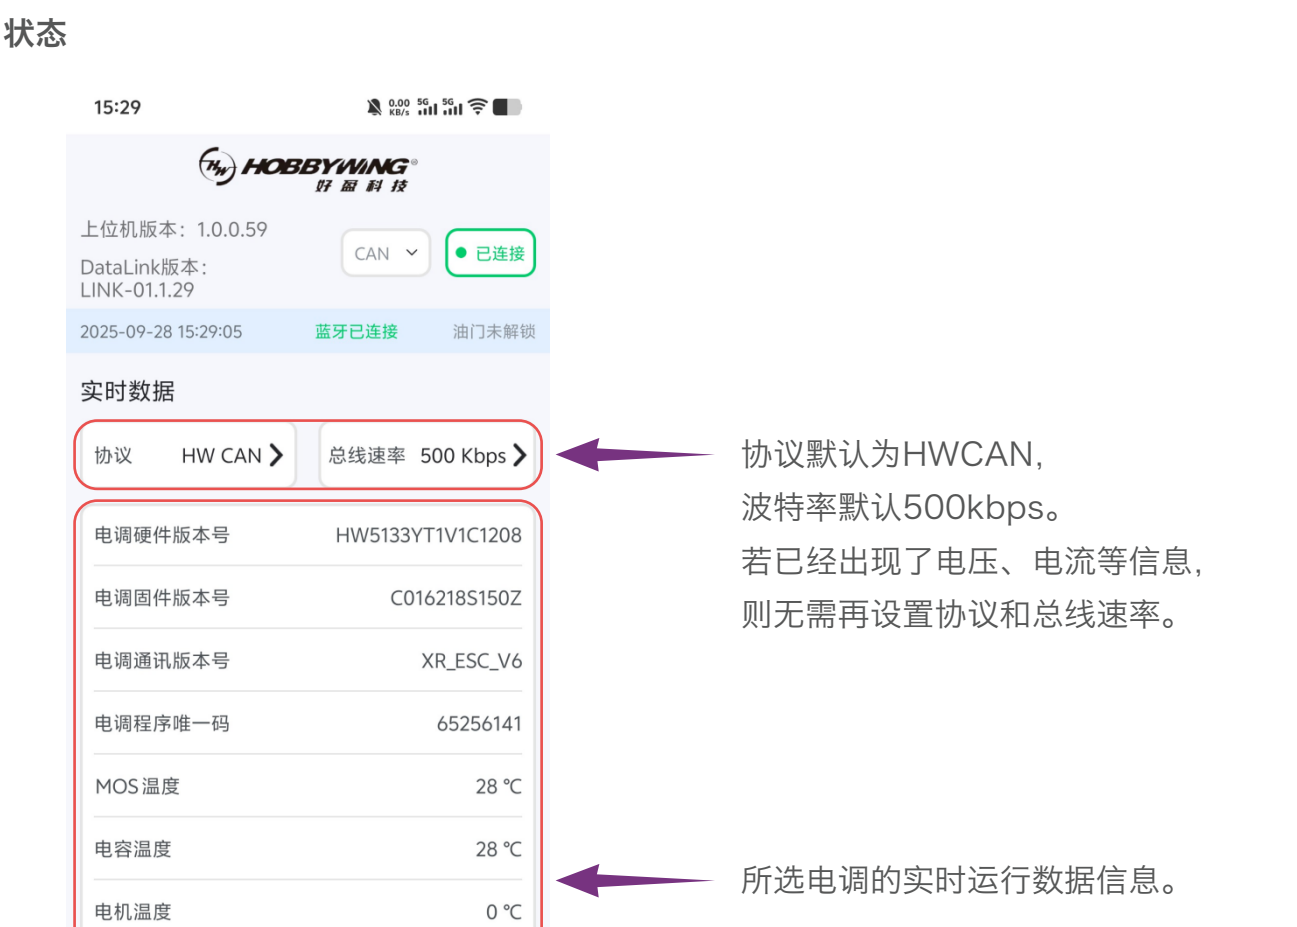 状态
15:29
0.00
KB/s
5G
5G
HW HOBBYWING®
好盈科技
上位机版本：1.0.0.59
DataLink版本：
LINK-01.1.29
CAN
已连接
2025-09-28 15:29:05 蓝牙已连接 油门未解锁
实时数据
协议 HW CAN
总线速率 500 Kbps
协议默认为HWCAN，
波特率默认500kbps。
若已经出现了电压、电流等信息，
则无需再设置协议和总线速率。
电调硬件版本号 HW5133YT1V1C1208
电调固件版本号 C016218S150Z
电调通讯版本号 XR_ESC_V6
电调程序唯一码 65256141
MOS温度 28 ℃
电容温度 28 ℃
所选电调的实时运行数据信息。
电机温度 0 ℃